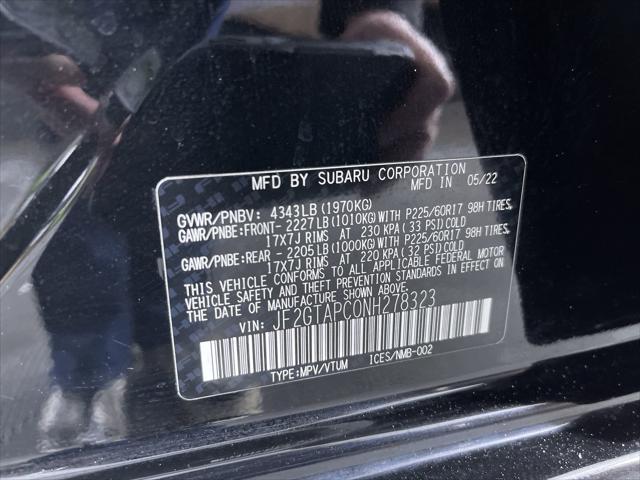 MFD BY SUBARU CORPORATION
MFD IN 05/22
GVWR/PNBV: 4343LB (1970KG)
GAWR/PNBE:FRONT- 2227LB (1010KG) WITH P225/60R17 98H TIRES,
17X7J RIMS AT 230 KPA (33 PSI) COLD
GAWR/PNBE:REAR - 2205LB (1000KG) WITH P225/60R17 98H TIRES,
17X7J RIMS AT 220 KPA (32 PSI) COLD
THIS VEHICLE CONFORMS TO ALL APPLICABLE FEDERAL MOTOR
VEHICLE SAFETY AND THEFT PREVENTION STANDARDS IN EFFECT
ON THE DATE OF MANUFACTURE SHOWN ABOVE.
VIN: JF2GTAPC0NH278323
TYPE:MPV/VTUM ICES/NMB-002